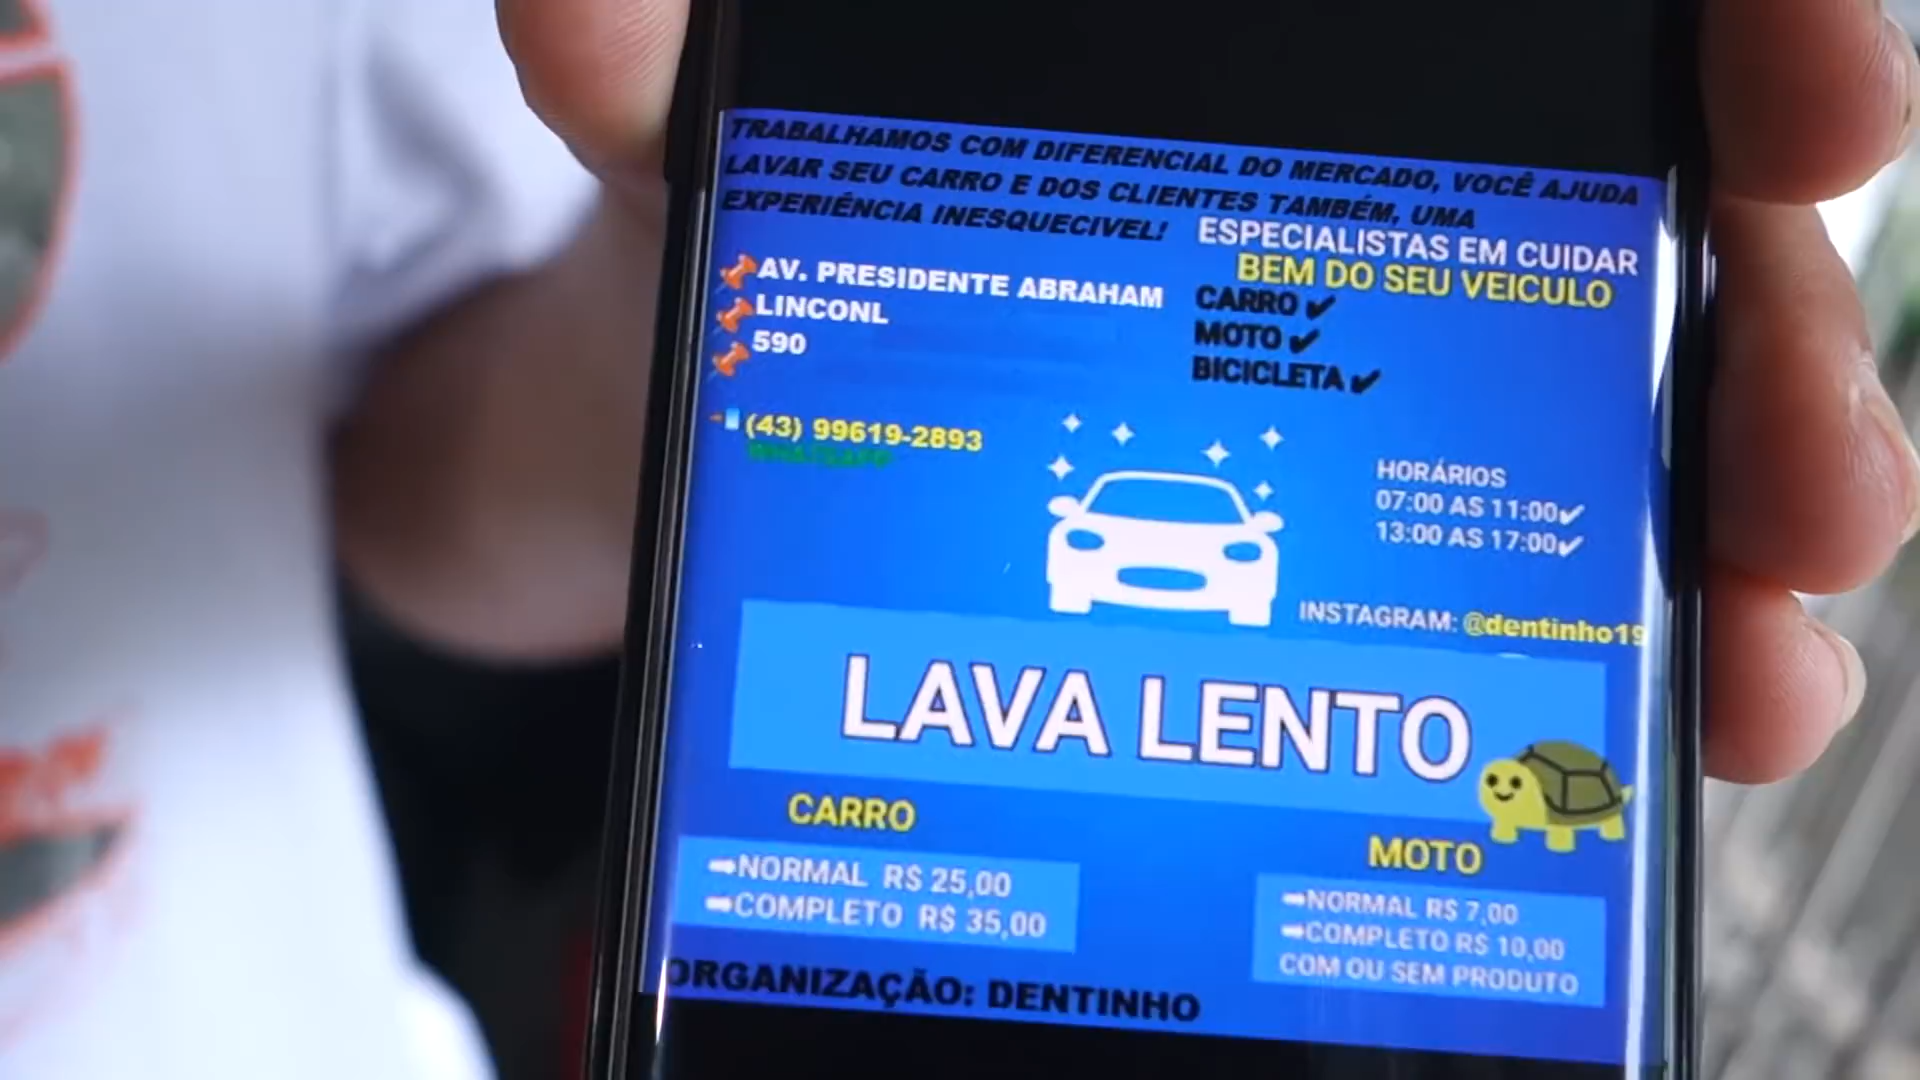 TRABALHAMOS COM DIFERENCIAL DO MERCADO, VOCÊ AJUDA
LAVAR SEU CARRO E DOS CLIENTES TAMBÉM, UMA
EXPERIÊNCIA INESQUECIVEL!
ESPECIALISTAS EM CUIDAR
BEM DO SEU VEICULO
CARRO ✔
MOTO ✔
BICICLETA ✔
AV. PRESIDENTE ABRAHAM
LINCONL
590
(43) 99619-2893
WHATSAPP
HORÁRIOS
07:00 AS 11:00✔
13:00 AS 17:00✔
INSTAGRAM: @dentinho19
LAVA LENTO
CARRO
➡NORMAL R$ 25,00
➡COMPLETO R$ 35,00
MOTO
➡NORMAL R$ 7,00
➡COMPLETO R$ 10,00
COM OU SEM PRODUTO
ORGANIZAÇÃO: DENTINHO